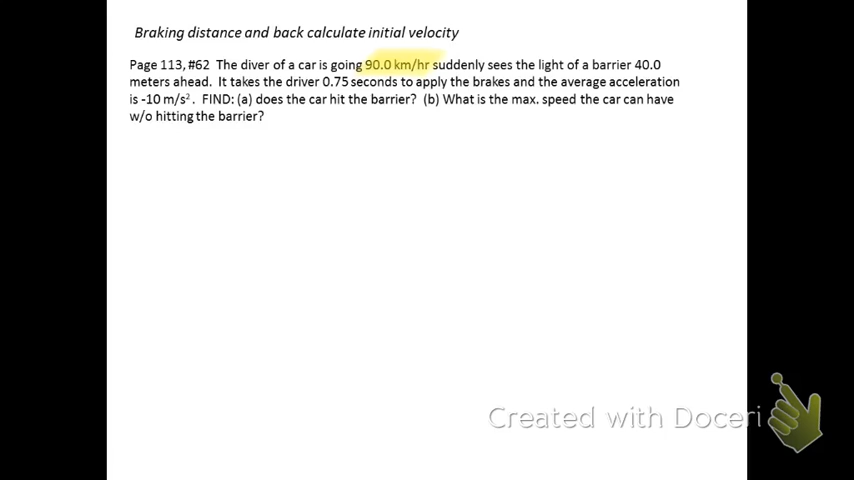 Braking distance and back calculate initial velocity
Page 113, #62 The diver of a car is going 90.0 km/hr suddenly sees the light of a barrier 40.0
meters ahead. It takes the driver 0.75 seconds to apply the brakes and the average acceleration
is -10 m/s². FIND: (a) does the car hit the barrier? (b) What is the max. speed the car can have
w/o hitting the barrier?
Created with Doceri